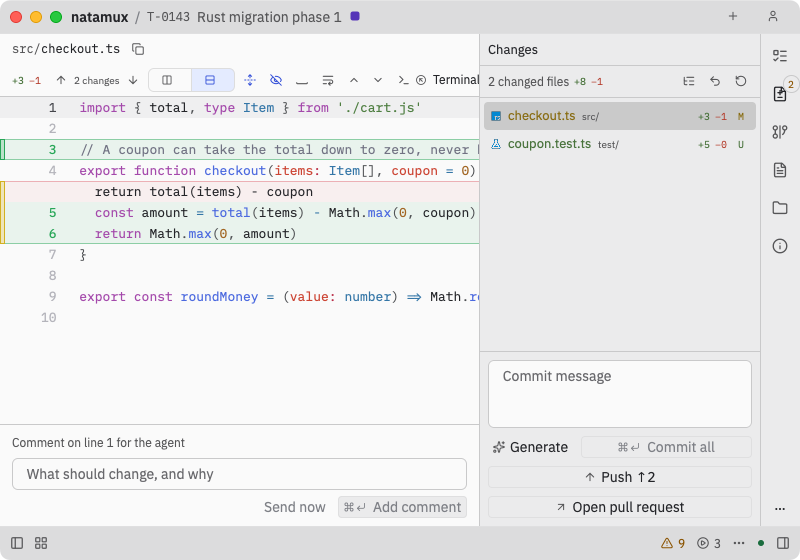 natamux / T-0143 Rust migration phase 1
src/checkout.ts
+3 −1 2 changes Terminal
1 import { total, type Item } from './cart.js'
2
3 // A coupon can take the total down to zero, never
4 export function checkout(items: Item[], coupon = 0)
return total(items) - coupon
5 const amount = total(items) - Math.max(0, coupon)
6 return Math.max(0, amount)
7 }
8
9 export const roundMoney = (value: number) => Math.ro
10
Comment on line 1 for the agent
What should change, and why
Send now ⌘↵ Add comment
Changes
2 changed files +8 −1
checkout.ts src/ +3 −1 M
coupon.test.ts test/ +5 −0 U
Commit message
Generate ⌘↵ Commit all
↑ Push ↑2
↗ Open pull request
2
9 3